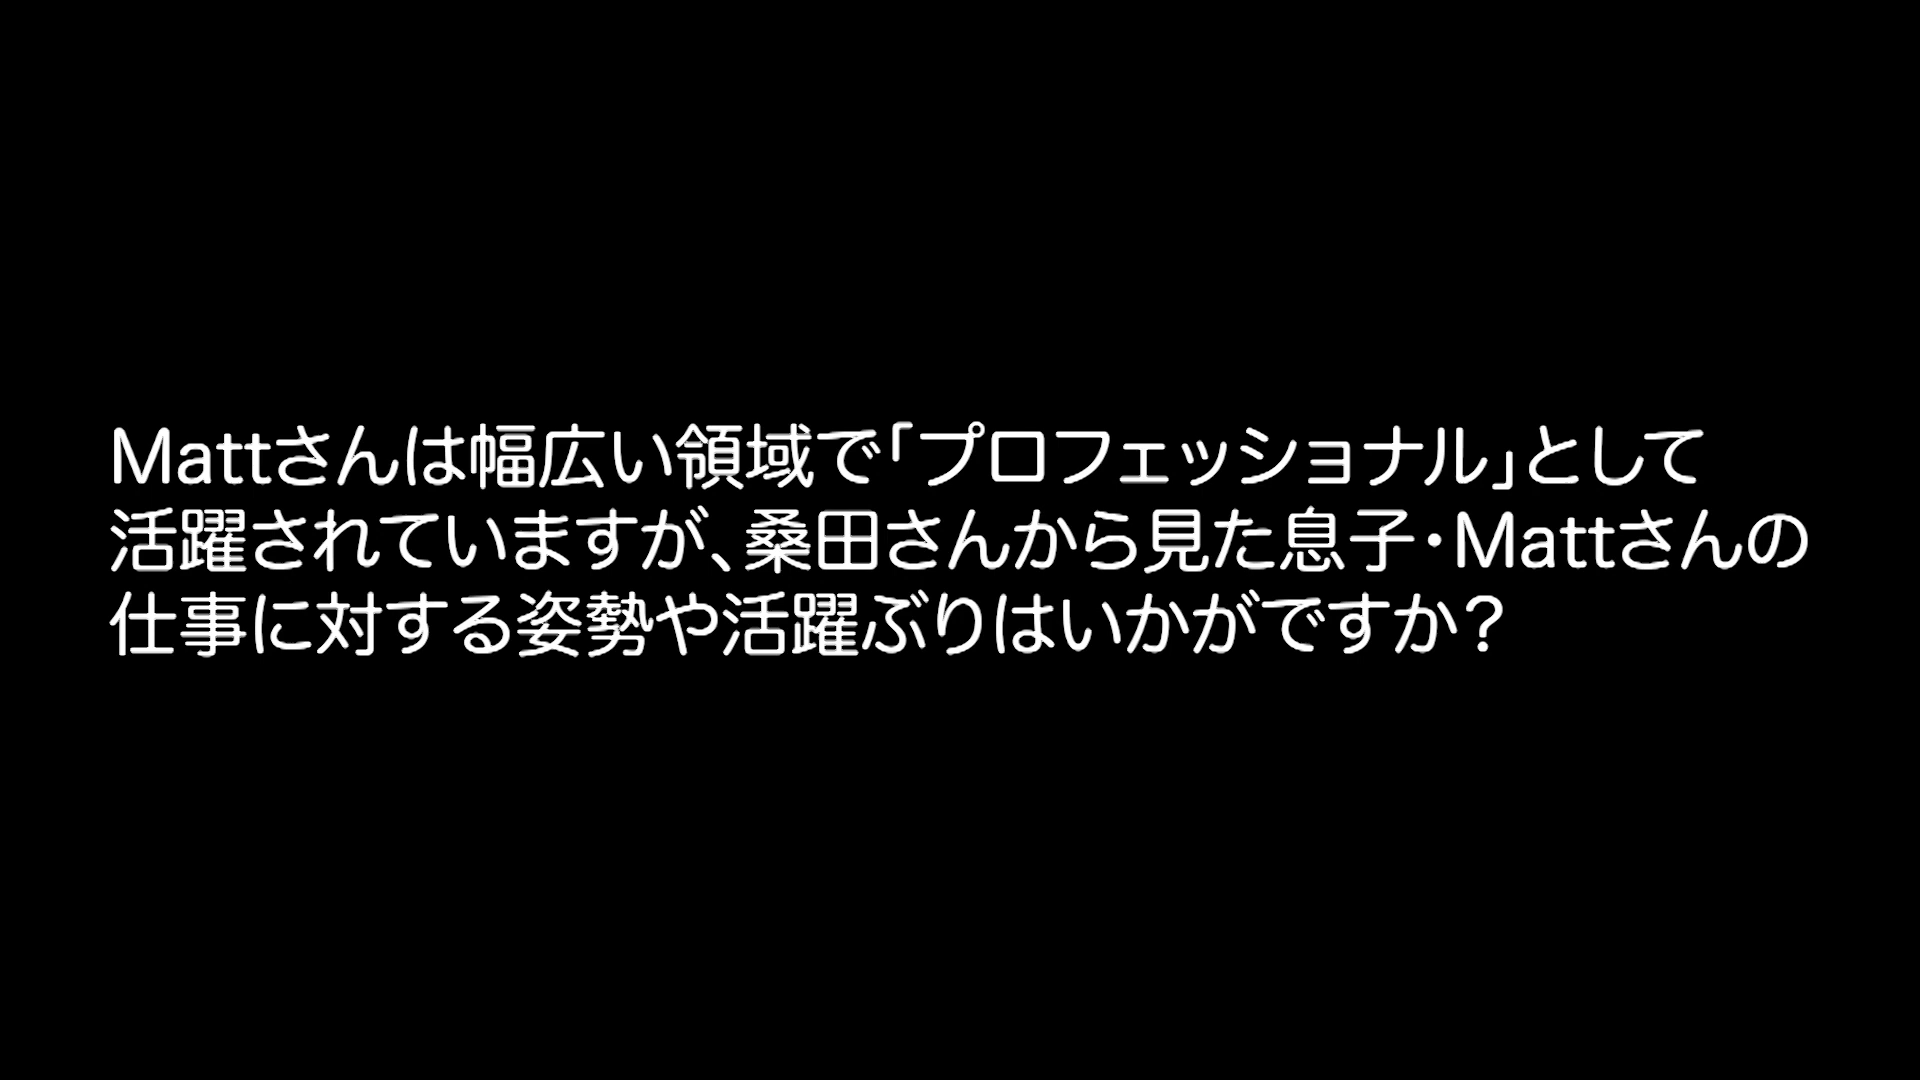 Mattさんは幅広い領域で「プロフェッショナル」として
活躍されていますが、桑田さんから見た息子・Mattさんの
仕事に対する姿勢や活躍ぶりはいかがですか？